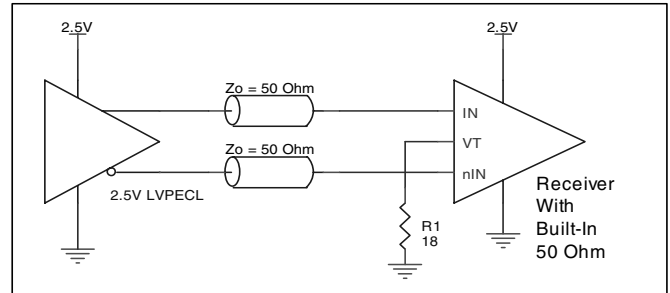 2.5V
2.5V
Zo = 50 Ohm
IN
VT
Zo = 50 Ohm
nIN
2.5V LVPECL
R1
18
Receiver
With
Built-In
50 Ohm